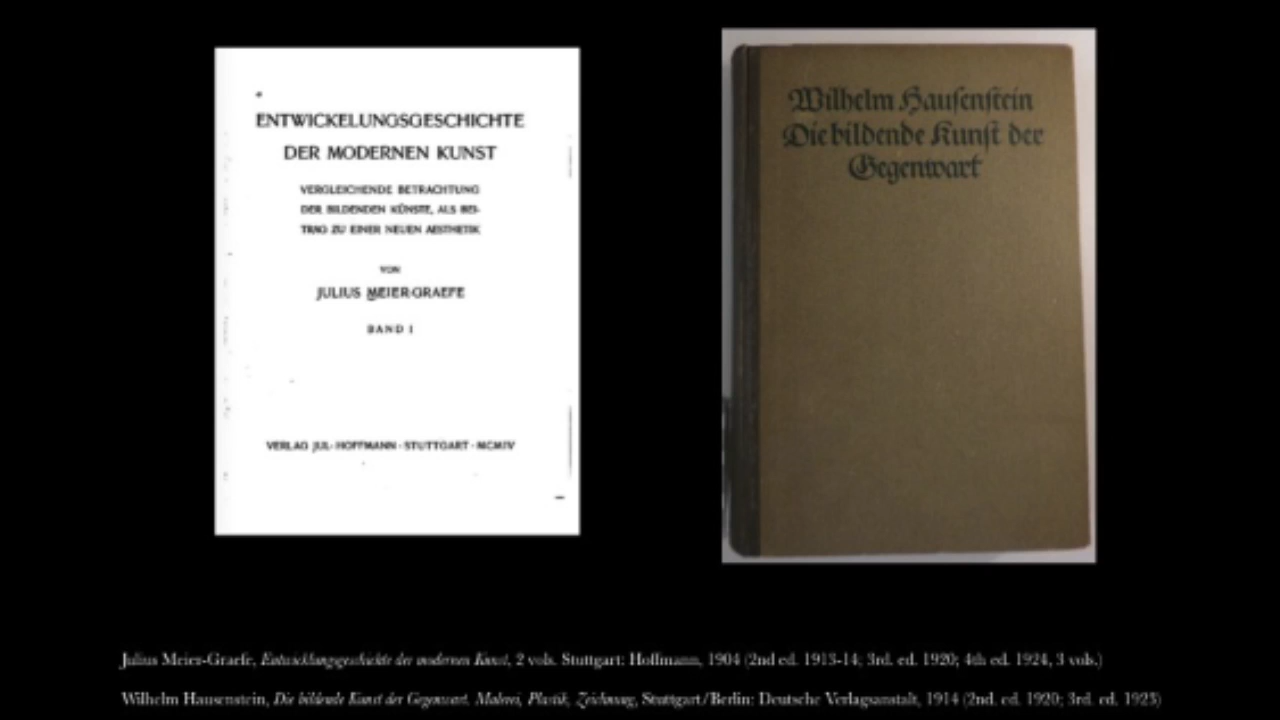 ENTWICKELUNGSGESCHICHTE
DER MODERNEN KUNST
VERGLEICHENDE BETRACHTUNG
DER BILDENDEN KÜNSTE, ALS BEI-
TRAG ZU EINER NEUEN AESTHETIK
VON
JULIUS MEIER-GRAEFE
BAND I
VERLAG JUL. HOFFMANN · STUTTGART · MCMIV
Wilhelm Hausenstein
Die bildende Kunst der
Gegenwart
Julius Meier-Graefe, Entwicklungsgeschichte der modernen Kunst, 2 vols. Stuttgart: Hoffmann, 1904 (2nd ed. 1913-14; 3rd. ed. 1920; 4th ed. 1924, 3 vols.)
Wilhelm Hausenstein, Die bildende Kunst der Gegenwart. Malerei, Plastik, Zeichnung, Stuttgart/Berlin: Deutsche Verlagsanstalt, 1914 (2nd. ed. 1920; 3rd. ed. 1923)